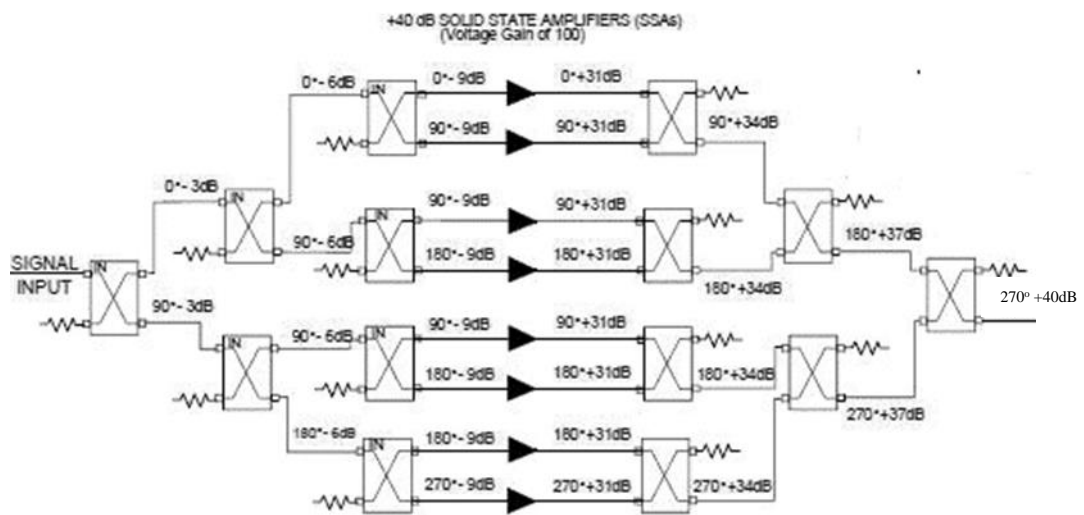 +40 dB SOLID STATE AMPLIFIERS (SSAs)
(Voltage Gain of 100)
0°- 6dB
IN
0°- 9dB
0°+31dB
90°- 9dB
90°+31dB
90°+34dB
0°- 3dB
IN
90°- 6dB
IN
90°- 9dB
90°+31dB
180°- 9dB
180°+31dB
180°+34dB
180°+37dB
SIGNAL
INPUT
IN
90°- 3dB
270° +40dB
IN
90°- 6dB
90°- 9dB
90°+31dB
180°- 9dB
180°+31dB
180°+34dB
270°+37dB
180°- 6dB
IN
180°- 9dB
180°+31dB
270°- 9dB
270°+31dB
270°+34dB